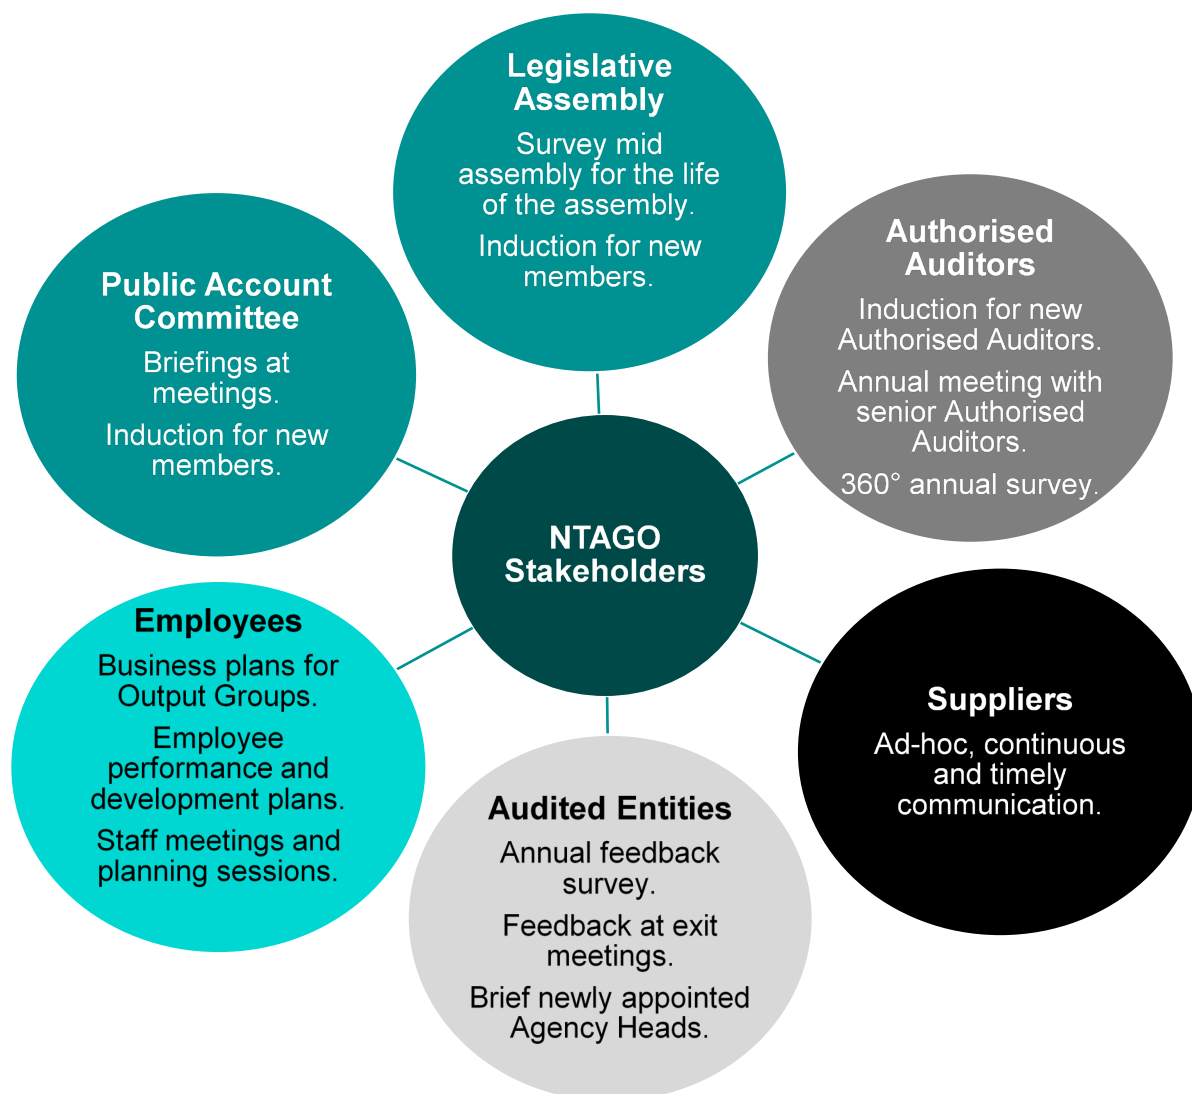 Legislative
Assembly
Survey mid
assembly for the life
of the assembly.
Induction for new
members.
Authorised
Auditors
Induction for new
Authorised Auditors.
Annual meeting with
senior Authorised
Auditors.
360° annual survey.
Suppliers
Ad-hoc, continuous
and timely
communication.
Audited Entities
Annual feedback
survey.
Feedback at exit
meetings.
Brief newly appointed
Agency Heads.
Employees
Business plans for
Output Groups.
Employee
performance and
development plans.
Staff meetings and
planning sessions.
Public Account
Committee
Briefings at
meetings.
Induction for new
members.
NTAGO
Stakeholders